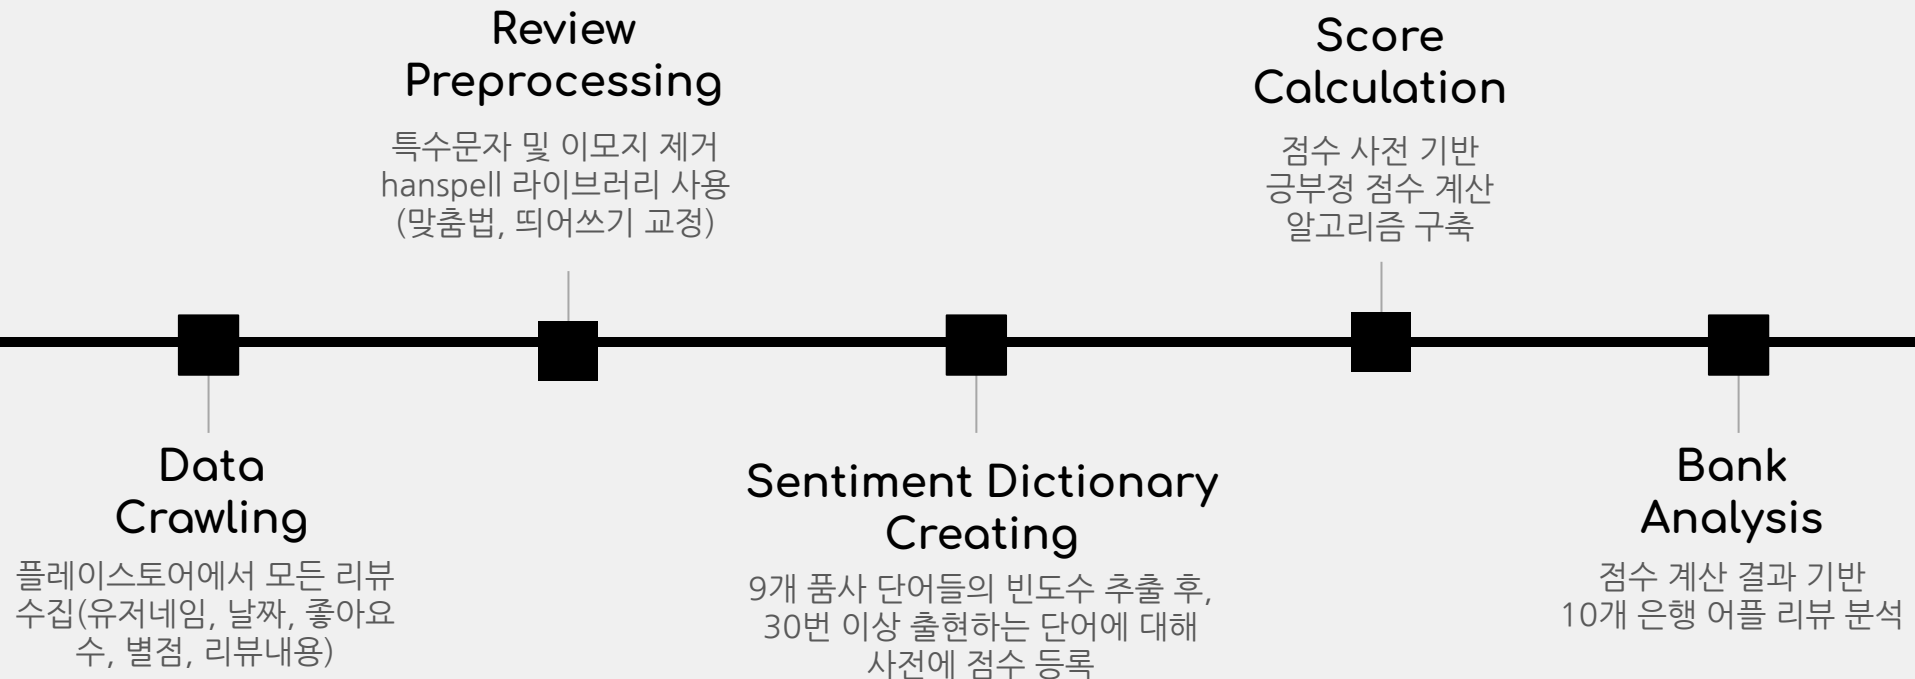 Data
Crawling
플레이스토어에서 모든 리뷰
수집(유저네임, 날짜, 좋아요
수, 별점, 리뷰내용)
Review
Preprocessing
특수문자 및 이모지 제거
hanspell 라이브러리 사용
(맞춤법, 띄어쓰기 교정)
Sentiment Dictionary
Creating
9개 품사 단어들의 빈도수 추출 후,
30번 이상 출현하는 단어에 대해
사전에 점수 등록
Score
Calculation
점수 사전 기반
긍부정 점수 계산
알고리즘 구축
Bank
Analysis
점수 계산 결과 기반
10개 은행 어플 리뷰 분석